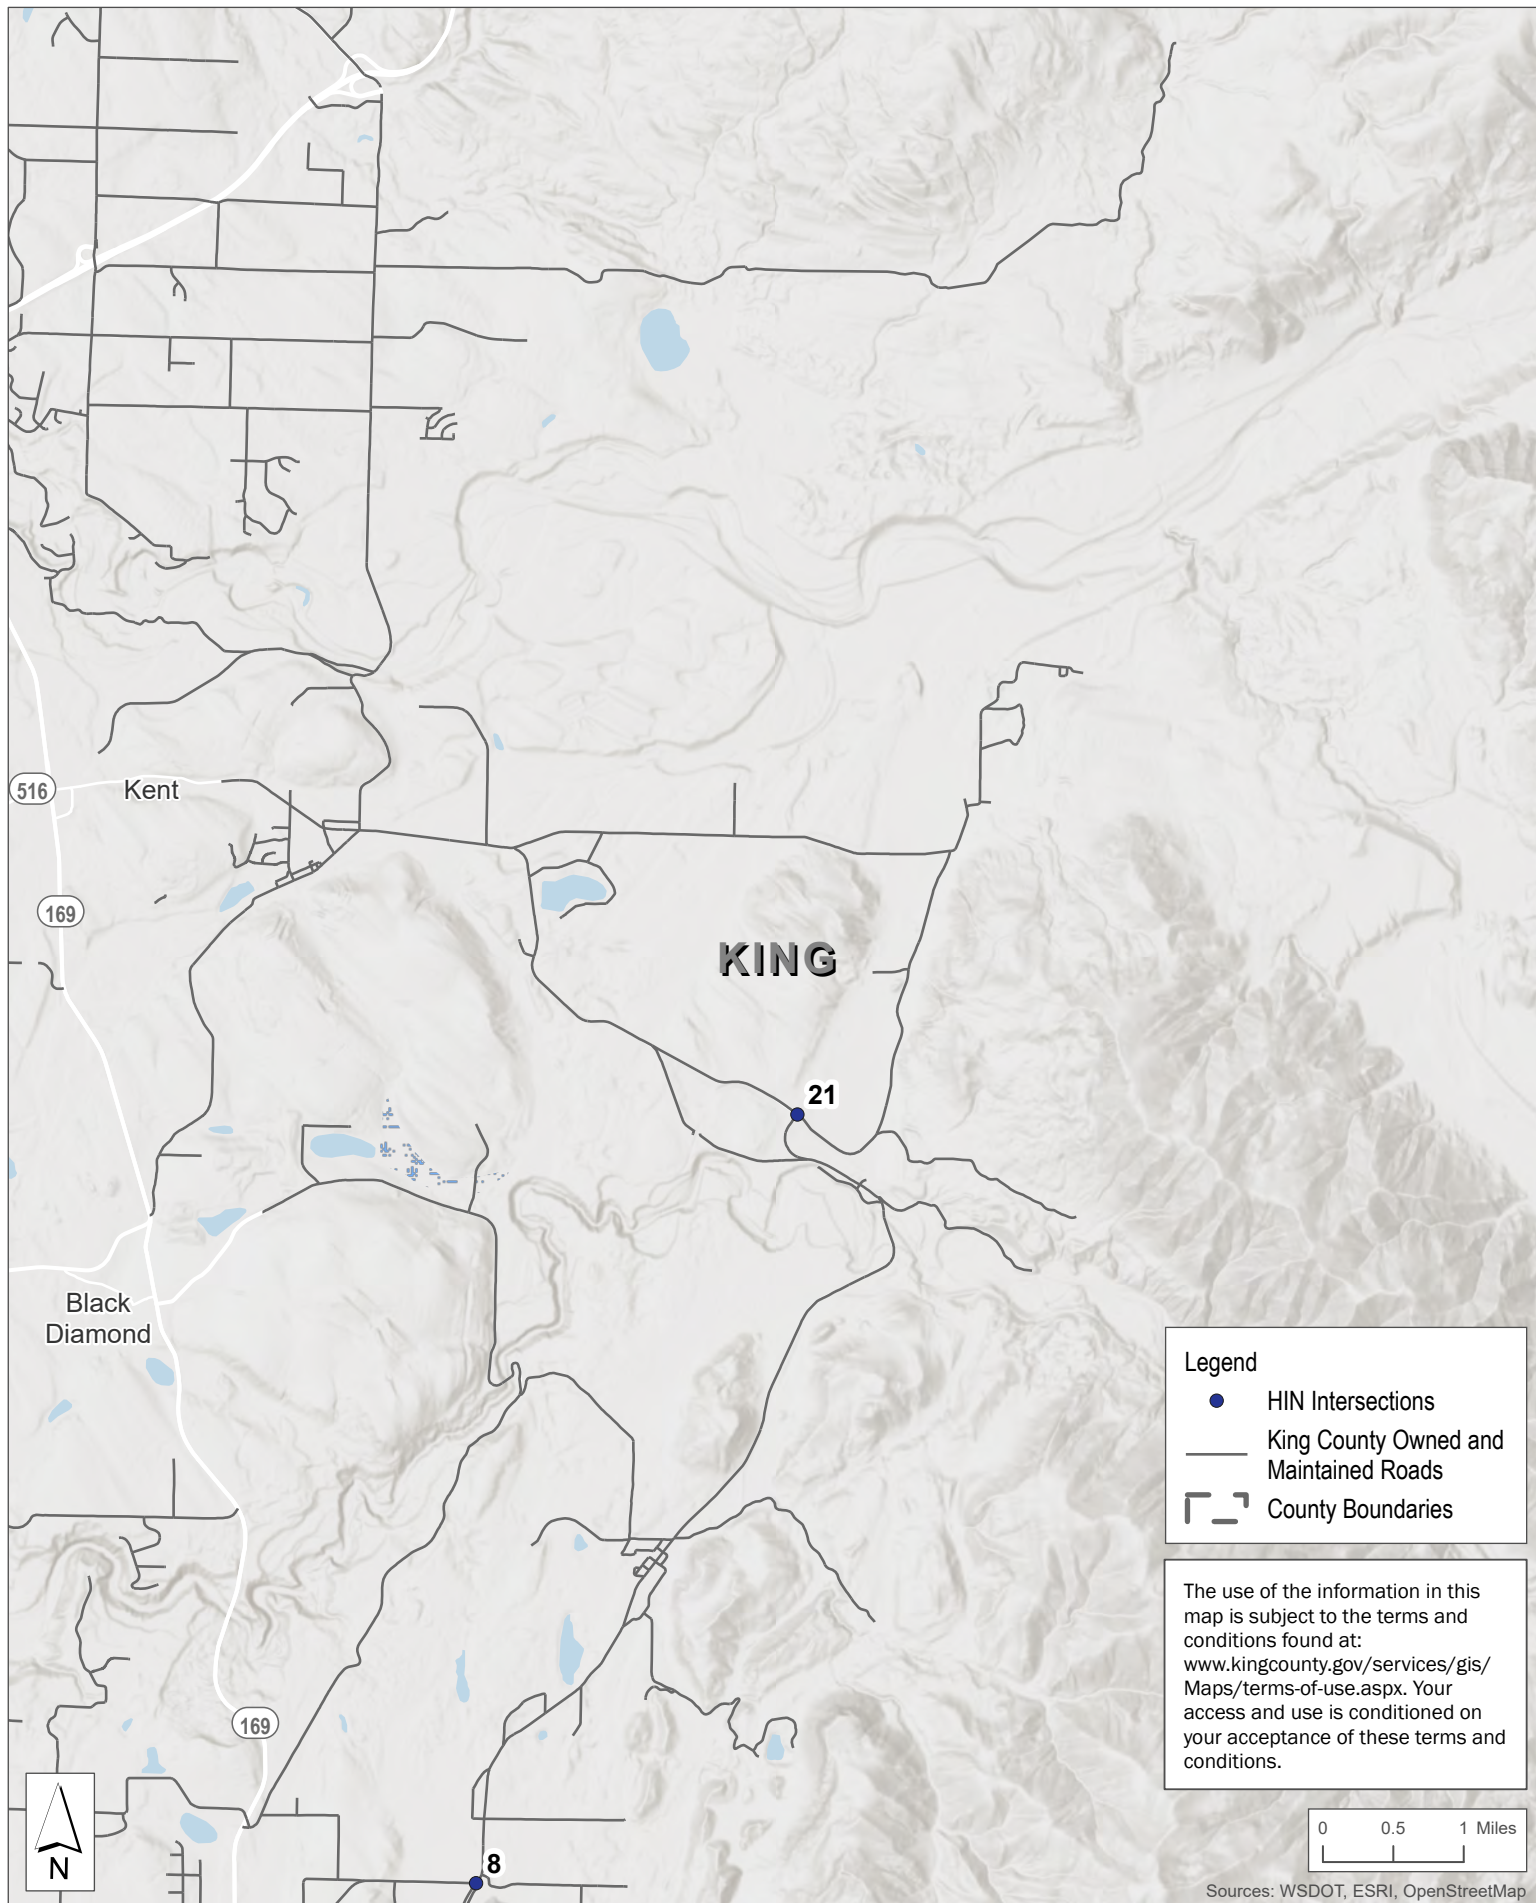 516
Kent
169
KING
21
Black
Diamond
169
8
N
Legend
HIN Intersections
King County Owned and
Maintained Roads
County Boundaries
The use of the information in this
map is subject to the terms and
conditions found at:
www.kingcounty.gov/services/gis/
Maps/terms-of-use.aspx. Your
access and use is conditioned on
your acceptance of these terms and
conditions.
0 0.5 1 Miles
Sources: WSDOT, ESRI, OpenStreetMap